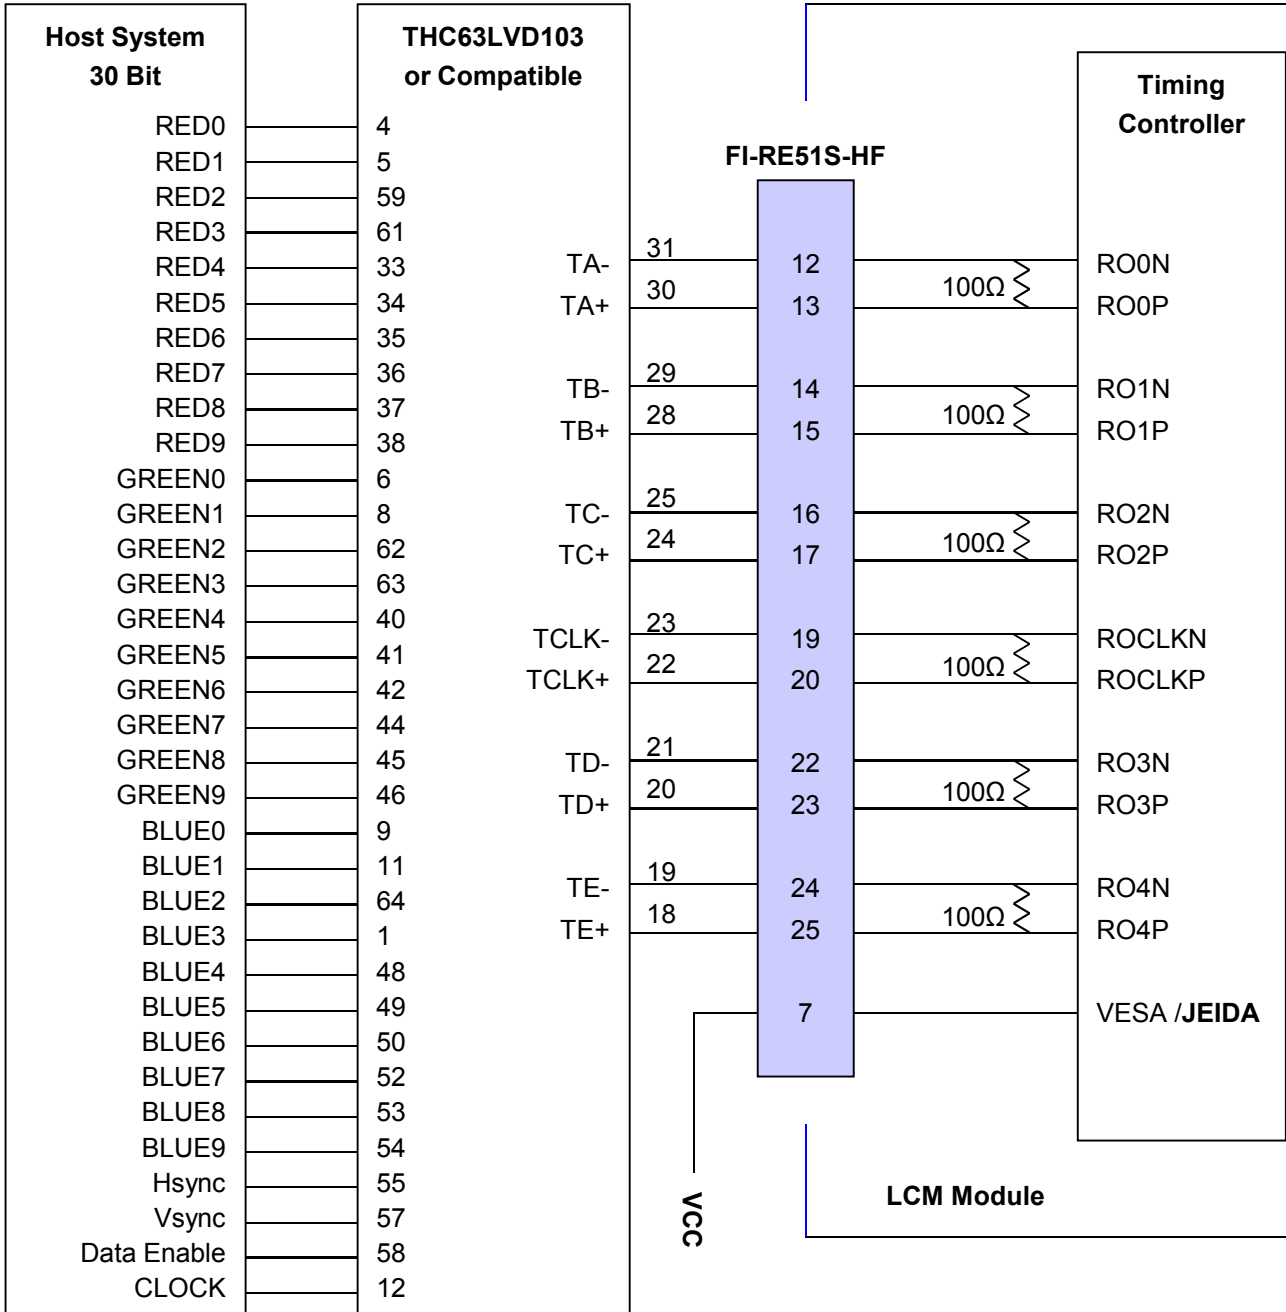 Host System
30 Bit
RED0
RED1
RED2
RED3
RED4
RED5
RED6
RED7
RED8
RED9
GREEN0
GREEN1
GREEN2
GREEN3
GREEN4
GREEN5
GREEN6
GREEN7
GREEN8
GREEN9
BLUE0
BLUE1
BLUE2
BLUE3
BLUE4
BLUE5
BLUE6
BLUE7
BLUE8
BLUE9
Hsync
Vsync
Data Enable
CLOCK
THC63LVD103
or Compatible
4
5
59
61
33
34
35
36
37
38
6
8
62
63
40
41
42
44
45
46
9
11
64
1
48
49
50
52
53
54
55
57
58
12
TA-
TA+
TB-
TB+
TC-
TC+
TCLK-
TCLK+
TD-
TD+
TE-
TE+
31
30
29
28
25
24
23
22
21
20
19
18
VCC
FI-RE51S-HF
12
13
14
15
16
17
19
20
22
23
24
25
7
100Ω
100Ω
100Ω
100Ω
100Ω
100Ω
LCM Module
Timing
Controller
RO0N
RO0P
RO1N
RO1P
RO2N
RO2P
ROCLKN
ROCLKP
RO3N
RO3P
RO4N
RO4P
VESA /JEIDA